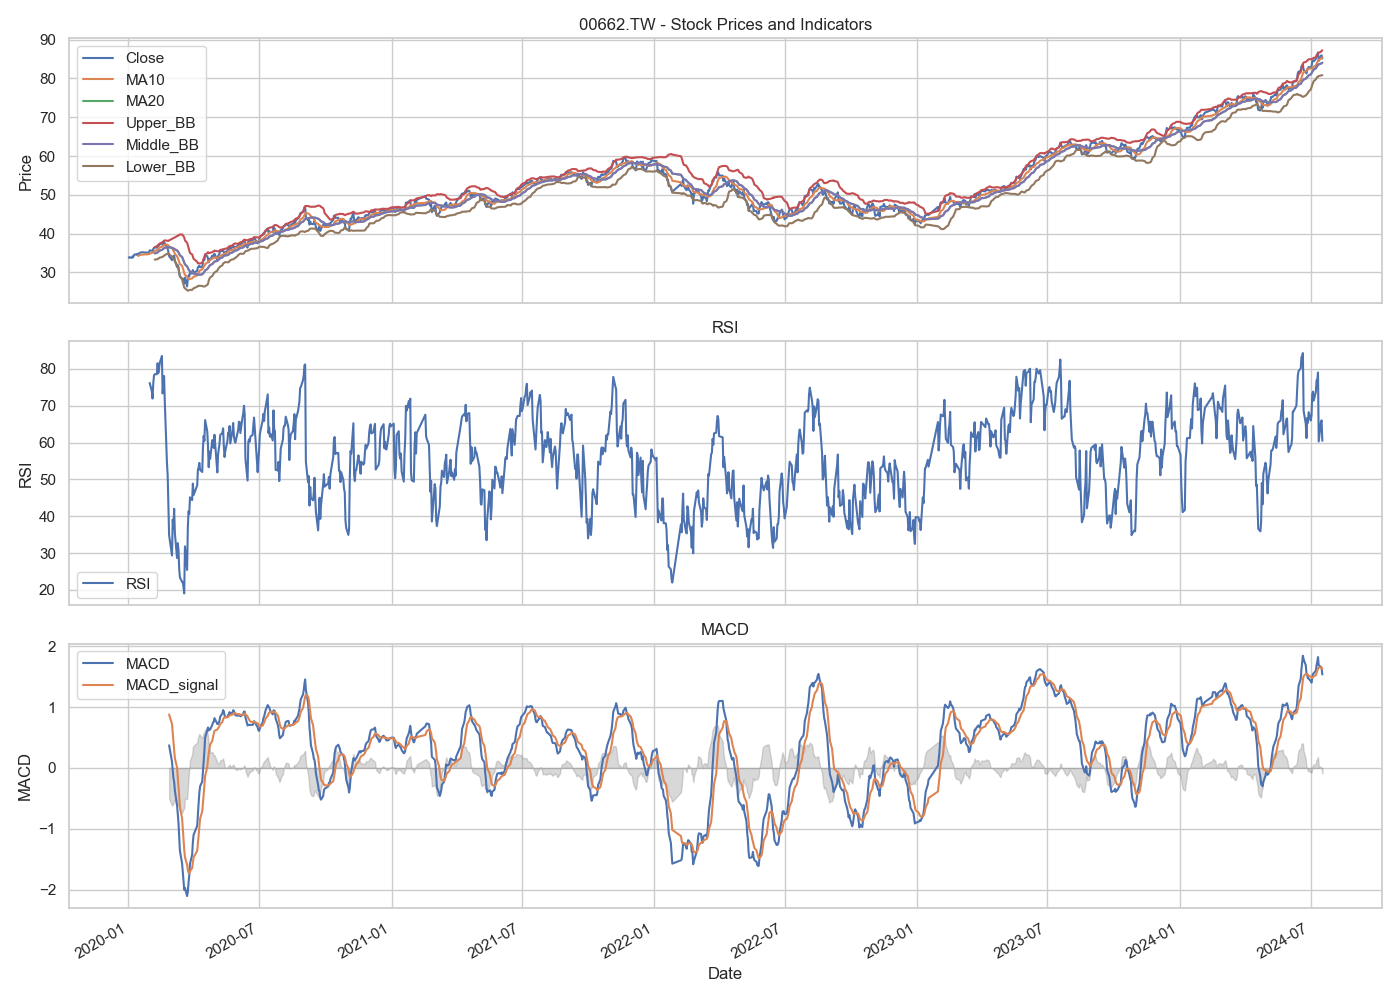 00662.TW - Stock Prices and Indicators
90
80
70
60
50
40
30
Price
Close
MA10
MA20
Upper_BB
Middle_BB
Lower_BB
RSI
80
70
60
50
40
30
20
RSI
RSI
MACD
2
1
0
−1
−2
MACD
MACD
MACD_signal
2020-01
2020-07
2021-01
2021-07
2022-01
2022-07
2023-01
2023-07
2024-01
2024-07
Date